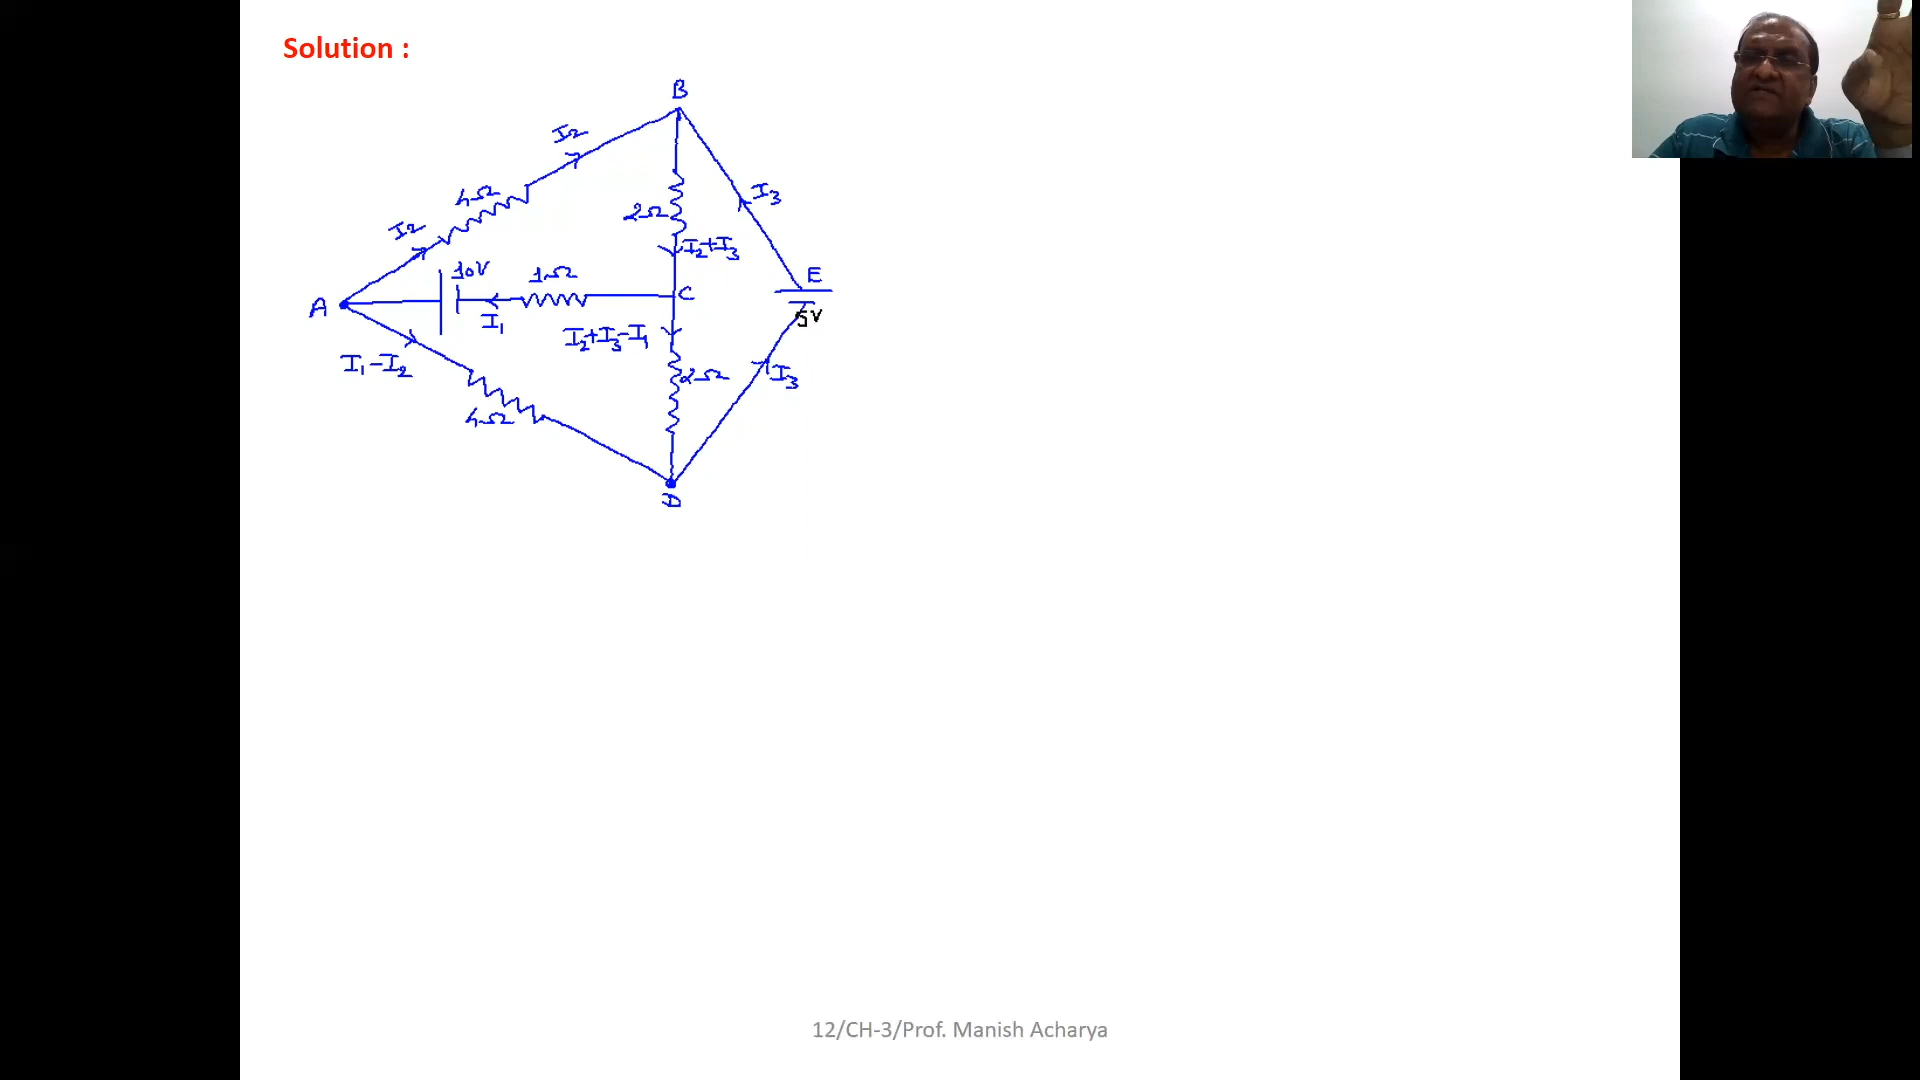 Solution :
B
I₂
4Ω
I₂
I₃
2Ω
I₂+I₃
10V
1Ω
E
C
A
I₁
5V
I₂+I₃-I₁
I₁-I₂
2Ω
I₃
4Ω
D
12/CH-3/Prof. Manish Acharya